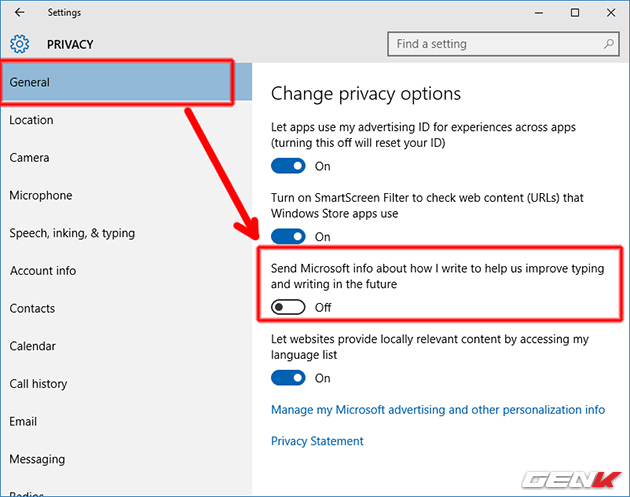 Settings
PRIVACY
Find a setting
General
Location
Camera
Microphone
Speech, inking, & typing
Account info
Contacts
Calendar
Call history
Email
Messaging
Radios
Change privacy options
Let apps use my advertising ID for experiences across apps
(turning this off will reset your ID)
On
Turn on SmartScreen Filter to check web content (URLs) that
Windows Store apps use
On
Send Microsoft info about how I write to help us improve typing
and writing in the future
Off
Let websites provide locally relevant content by accessing my
language list
On
Manage my Microsoft advertising and other personalization info
Privacy Statement
GENK